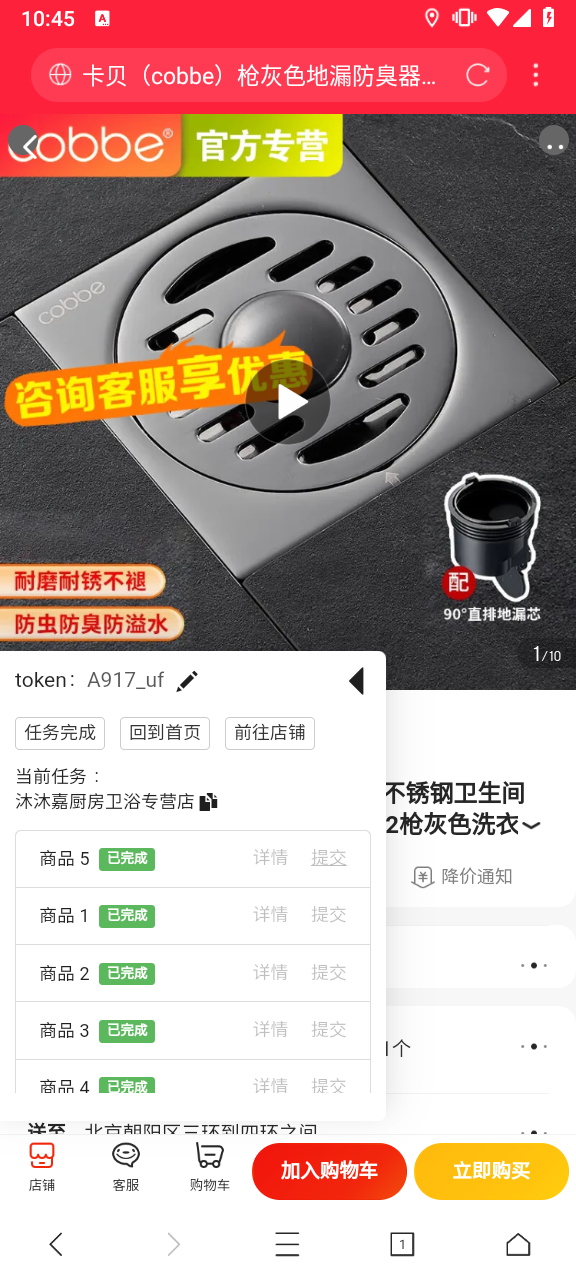 10:45
卡贝（cobbe）枪灰色地漏防臭器...
cobbe®
官方专营
cobbe
咨询客服享优惠
配
90°直排地漏芯
耐磨耐锈不褪
防虫防臭防溢水
1/10
token： A917_uf
任务完成
回到首页
前往店铺
当前任务：
沐沐嘉厨房卫浴专营店
不锈钢卫生间
2枪灰色洗衣
降价通知
商品 5 已完成 详情 提交
商品 1 已完成 详情 提交
商品 2 已完成 详情 提交
商品 3 已完成 详情 提交
1个
商品 4 已完成 详情 提交
送至 北京朝阳区三环到四环之间
店铺
客服
购物车
加入购物车
立即购买
1